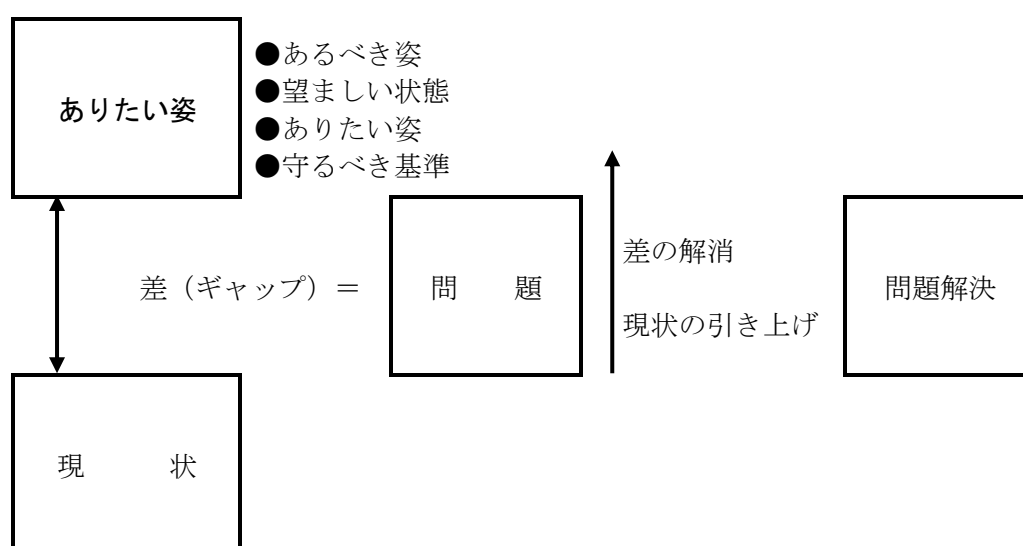 ありたい姿
●あるべき姿
●望ましい状態
●ありたい姿
●守るべき基準
差(ギャップ)=
問　　題
差の解消
現状の引き上げ
問題解決
現　　　状